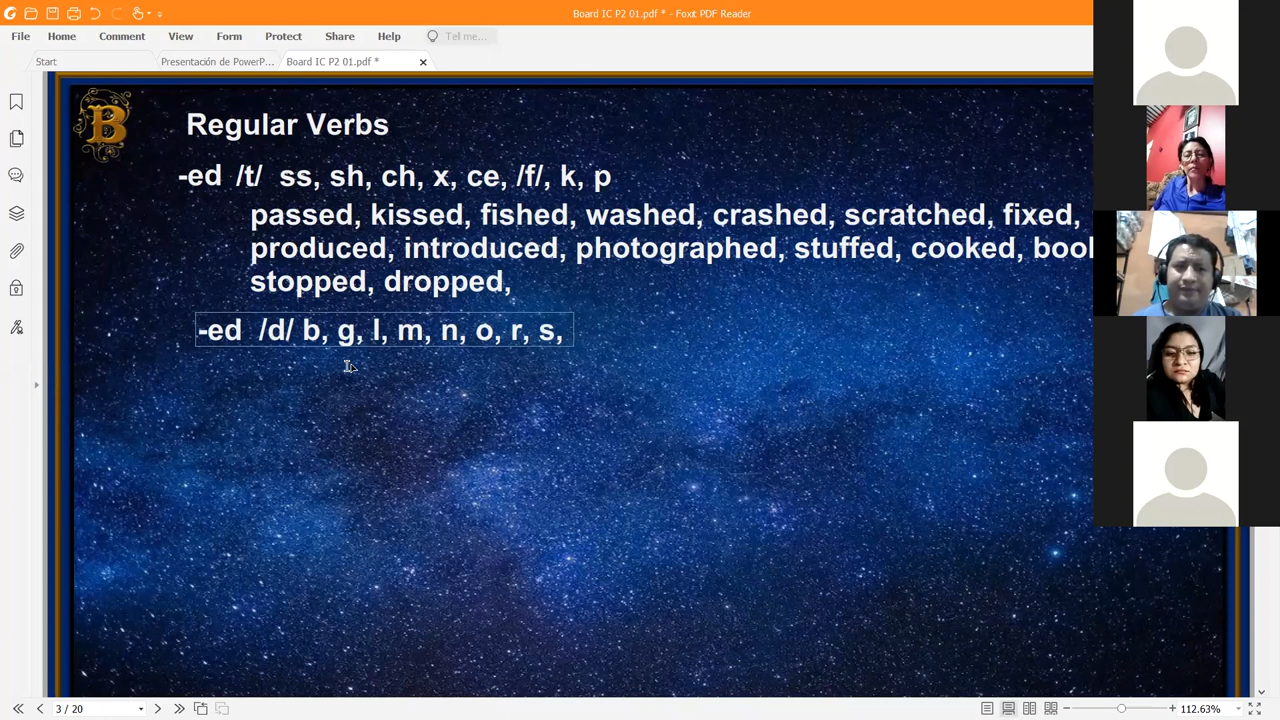 Board IC P2 01.pdf * - Foxit PDF Reader
File Home Comment View Form Protect Share Help Tell me...
Start Presentación de PowerP... Board IC P2 01.pdf *
B
Regular Verbs
-ed /t/ ss, sh, ch, x, ce, /f/, k, p
passed, kissed, fished, washed, crashed, scratched, fixed,
produced, introduced, photographed, stuffed, cooked,
stopped, dropped,
-ed /d/ b, g, l, m, n, o, r, s,
3 / 20
112.63%